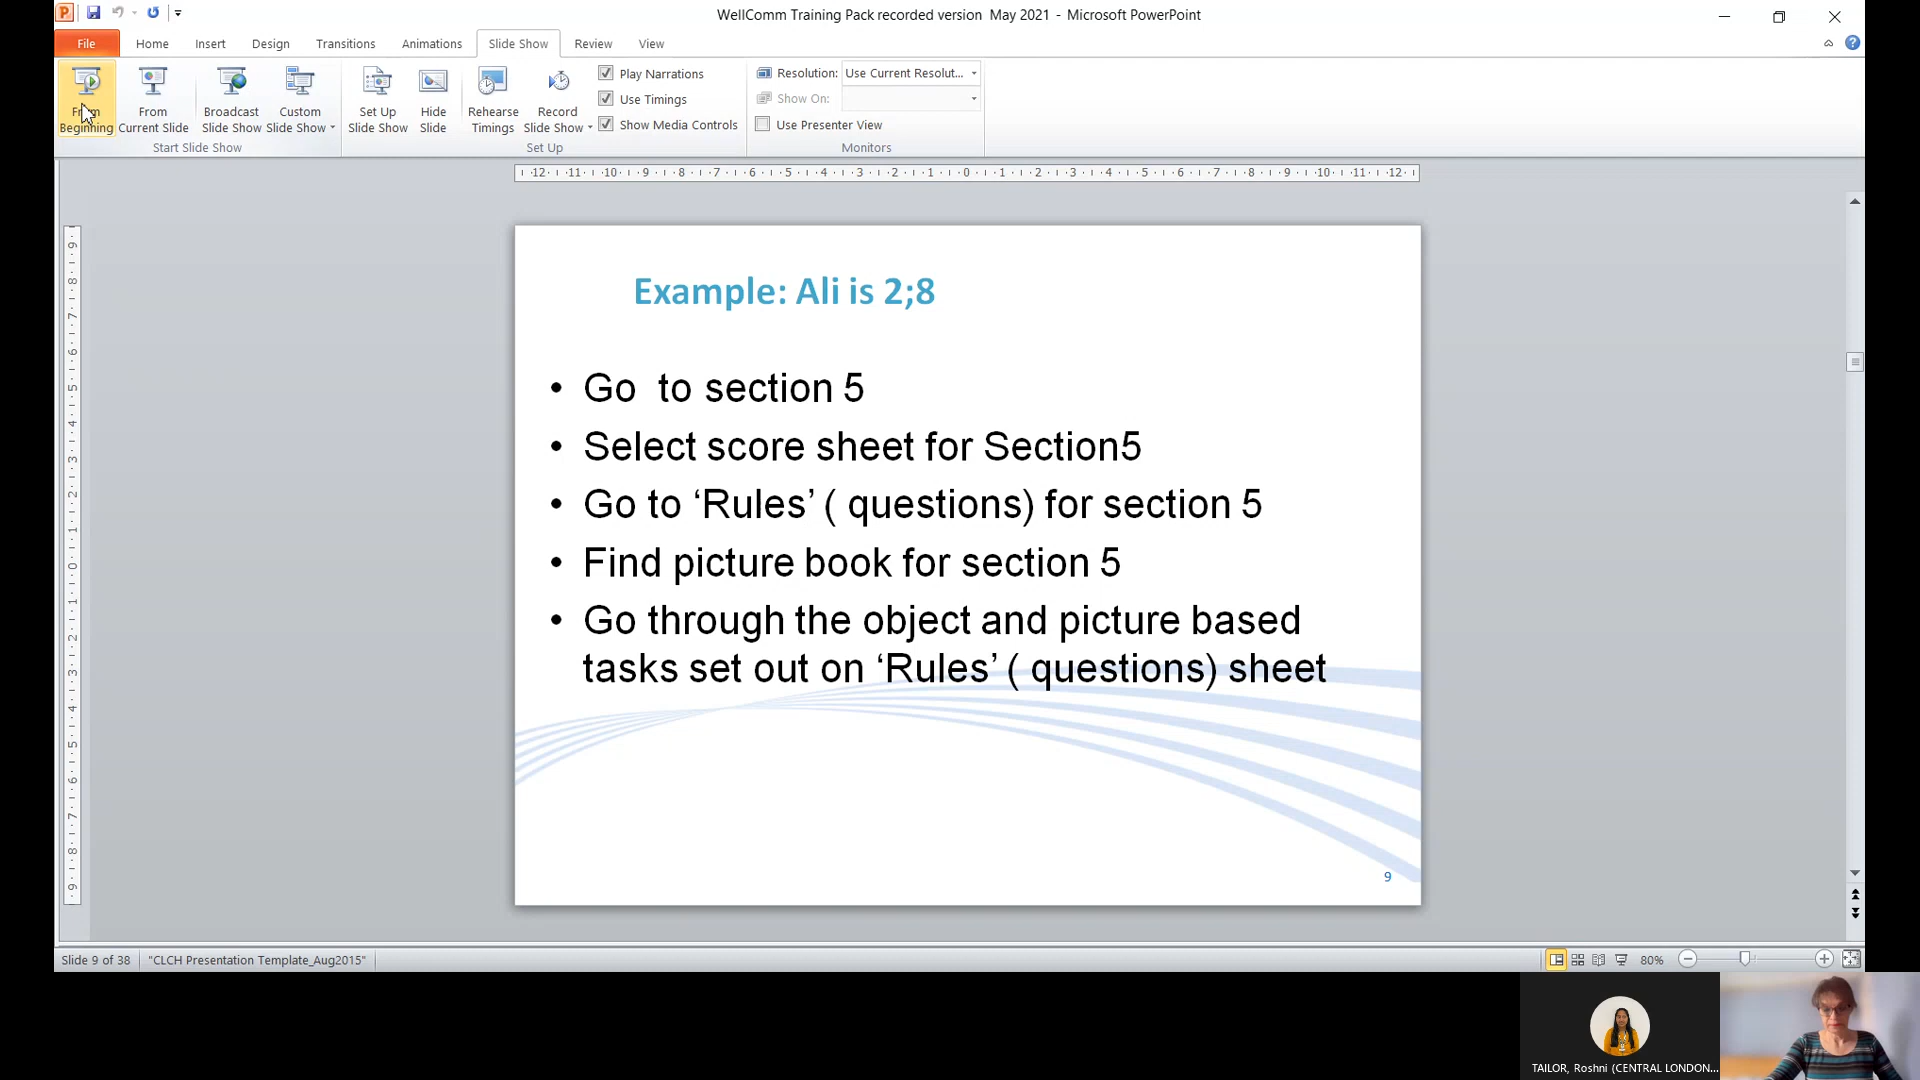 WellComm Training Pack recorded version  May 2021 - Microsoft PowerPoint
File Home Insert Design Transitions Animations Slide Show Review View
From Beginning
From Current Slide
Broadcast Slide Show
Custom Slide Show
Set Up Slide Show
Hide Slide
Rehearse Timings
Record Slide Show
Play Narrations
Use Timings
Show Media Controls
Resolution: Use Current Resolut...
Show On:
Use Presenter View
Start Slide Show
Set Up
Monitors
Example: Ali is 2;8
• Go  to section 5
• Select score sheet for Section5
• Go to ‘Rules’ ( questions) for section 5
• Find picture book for section 5
• Go through the object and picture based
tasks set out on ‘Rules’ ( questions) sheet
9
Slide 9 of 38 "CLCH Presentation Template_Aug2015" 80%
TAILOR, Roshni (CENTRAL LONDON...